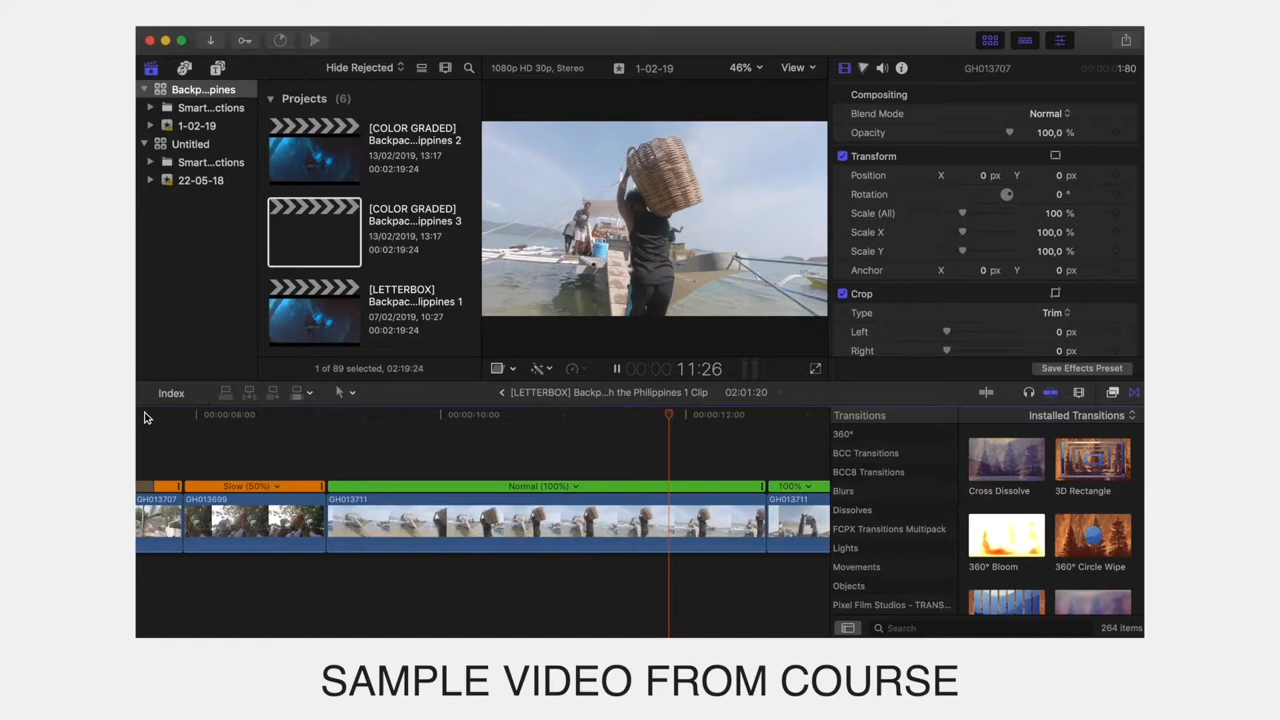 Hide Rejected
1080p HD 30p, Stereo
1-02-19
46%
View
GH013707
1:80
Backp...pines
Smart...ctions
1-02-19
Untitled
Smart...ctions
22-05-18
Projects (6)
[COLOR GRADED]
Backpac...ippines 2
13/02/2019, 13:17
00:02:19:24
[COLOR GRADED]
Backpac...ippines 3
13/02/2019, 13:17
00:02:19:24
[LETTERBOX]
Backpac...lippines 1
07/02/2019, 10:27
00:02:19:24
1 of 89 selected, 02:19:24
11:26
Compositing
Blend Mode Normal
Opacity 100,0 %
Transform
Position X 0 px Y 0 px
Rotation 0 °
Scale (All) 100 %
Scale X 100,0 %
Scale Y 100,0 %
Anchor X 0 px Y 0 px
Crop
Type Trim
Left 0 px
Right 0 px
Save Effects Preset
Index
[LETTERBOX] Backp...h the Philippines 1 Clip
02:01:20
00:00:08:00
00:00:10:00
00:00:12:00
Slow (50%)
Normal (100%)
100%
GH013707
GH013699
GH013711
GH013711
Transitions
Installed Transitions
360°
BCC Transitions
BCC8 Transitions
Blurs
Dissolves
FCPX Transitions Multipack
Lights
Movements
Objects
Pixel Film Studios - TRANS...
Cross Dissolve
3D Rectangle
360° Bloom
360° Circle Wipe
Search
264 items
SAMPLE VIDEO FROM COURSE